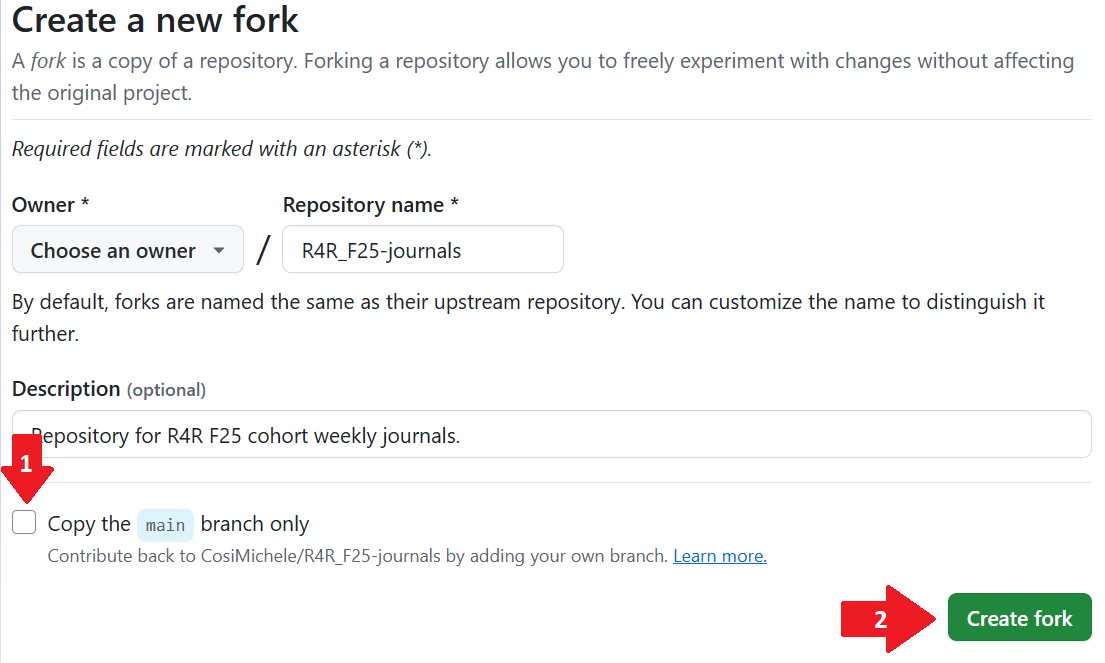 Create a new fork
A fork is a copy of a repository. Forking a repository allows you to freely experiment with changes without affecting
the original project.
Required fields are marked with an asterisk (*).
Owner *
Repository name *
Choose an owner
/
R4R_F25-journals
By default, forks are named the same as their upstream repository. You can customize the name to distinguish it
further.
Description (optional)
Repository for R4R F25 cohort weekly journals.
1
Copy the main branch only
Contribute back to CosiMichele/R4R_F25-journals by adding your own branch. Learn more.
2
Create fork